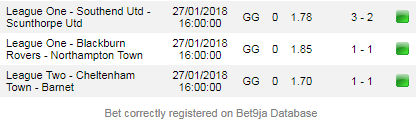 League One - Southend Utd - 27/01/2018 GG 0 1.78 3 - 2
Scunthorpe Utd 16:00:00
League One - Blackburn 27/01/2018 GG 0 1.85 1 - 1
Rovers - Northampton Town 16:00:00
League Two - Cheltenham 27/01/2018 GG 0 1.70 1 - 1
Town - Barnet 16:00:00
Bet correctly registered on Bet9ja Database